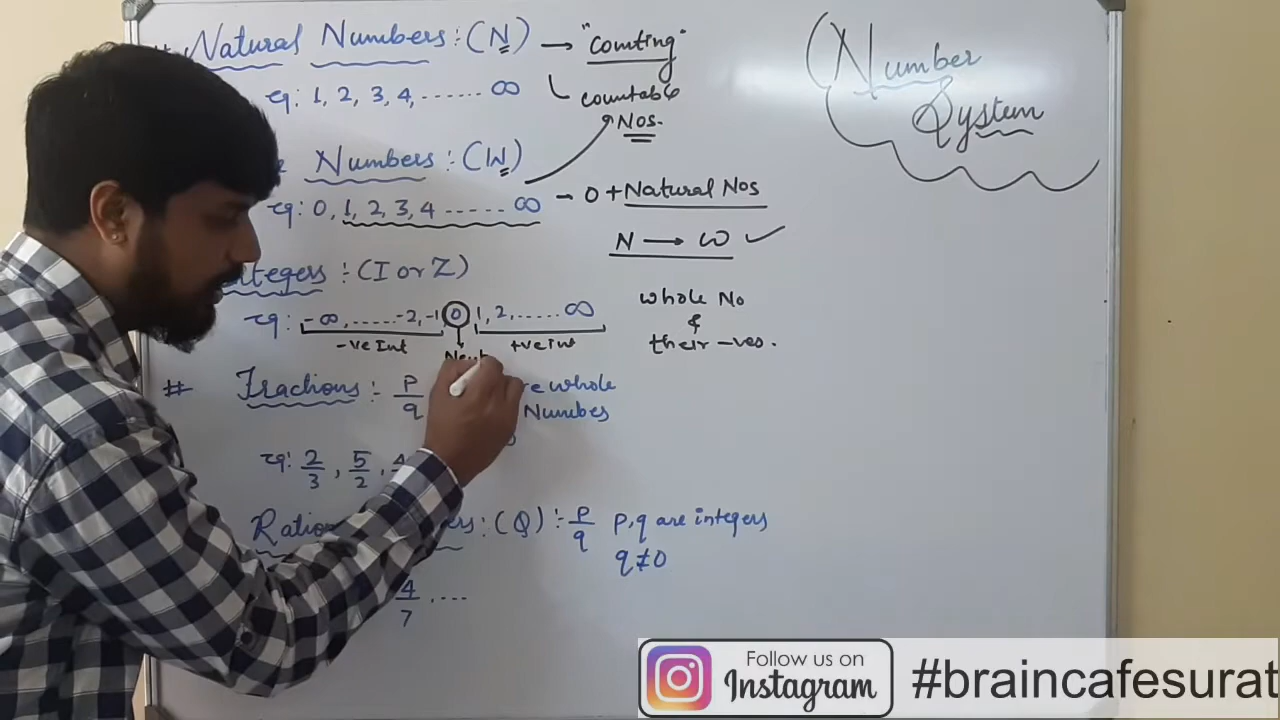 Natural Numbers : (N) → "Counting"
eg: 1, 2, 3, 4, ....... ∞
countable Nos.
Numbers : (W)
eg: 0, 1, 2, 3, 4 ------ ∞ - 0 + Natural Nos
N → W ✓
Integers : (I or Z)
eg: -∞, ...... -2, -1 0 1, 2, ...... ∞
-ve Int
+ve int
whole No
&
their -ves.
# Fractions :- p/q
are whole
Numbes
eg: 2/3, 5/2,
(Q) :- p/q p, q are integers
q ≠ 0
4/7, ...
Number
System
Follow us on
Instagram
#braincafesurat